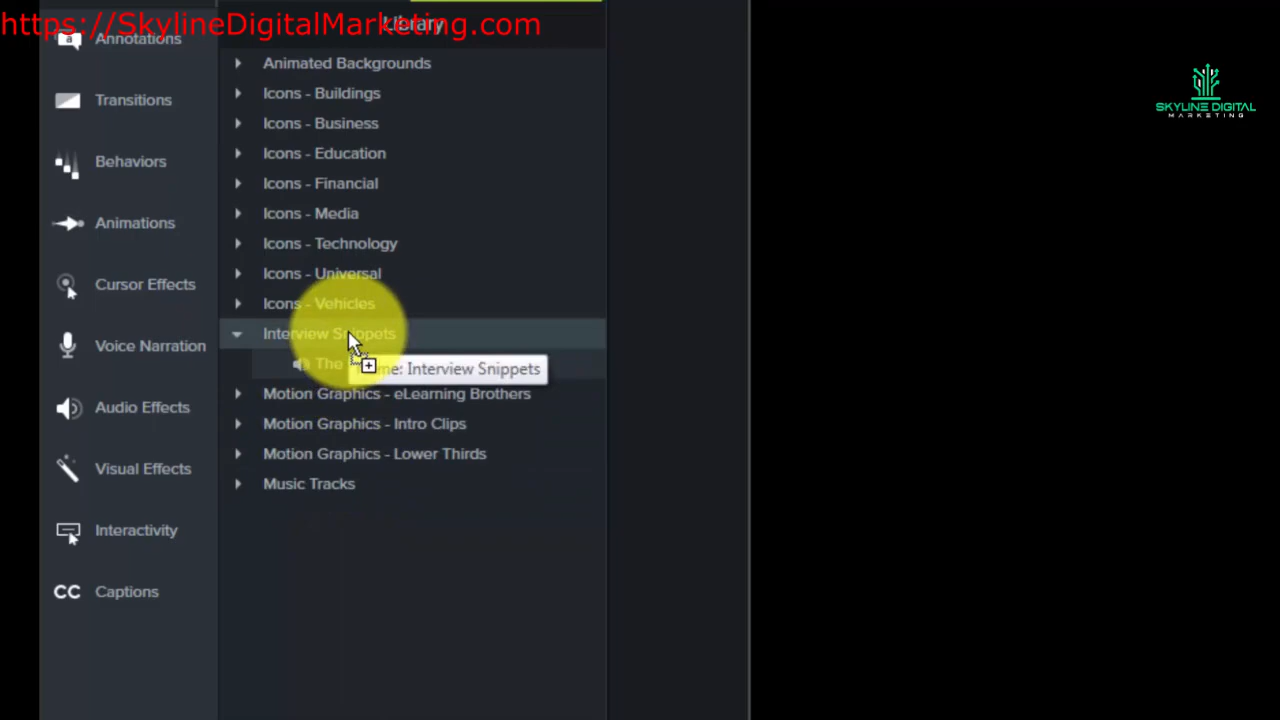 https://SkylineDigitalMarketing.com
Library
Annotations
Transitions
Behaviors
Animations
Cursor Effects
Voice Narration
Audio Effects
Visual Effects
Interactivity
CC Captions
Animated Backgrounds
Icons - Buildings
Icons - Business
Icons - Education
Icons - Financial
Icons - Media
Icons - Technology
Icons - Universal
Icons - Vehicles
Interview Snippets
The
Interview Snippets
Motion Graphics - eLearning Brothers
Motion Graphics - Intro Clips
Motion Graphics - Lower Thirds
Music Tracks
SKYLINE DIGITAL
MARKETING